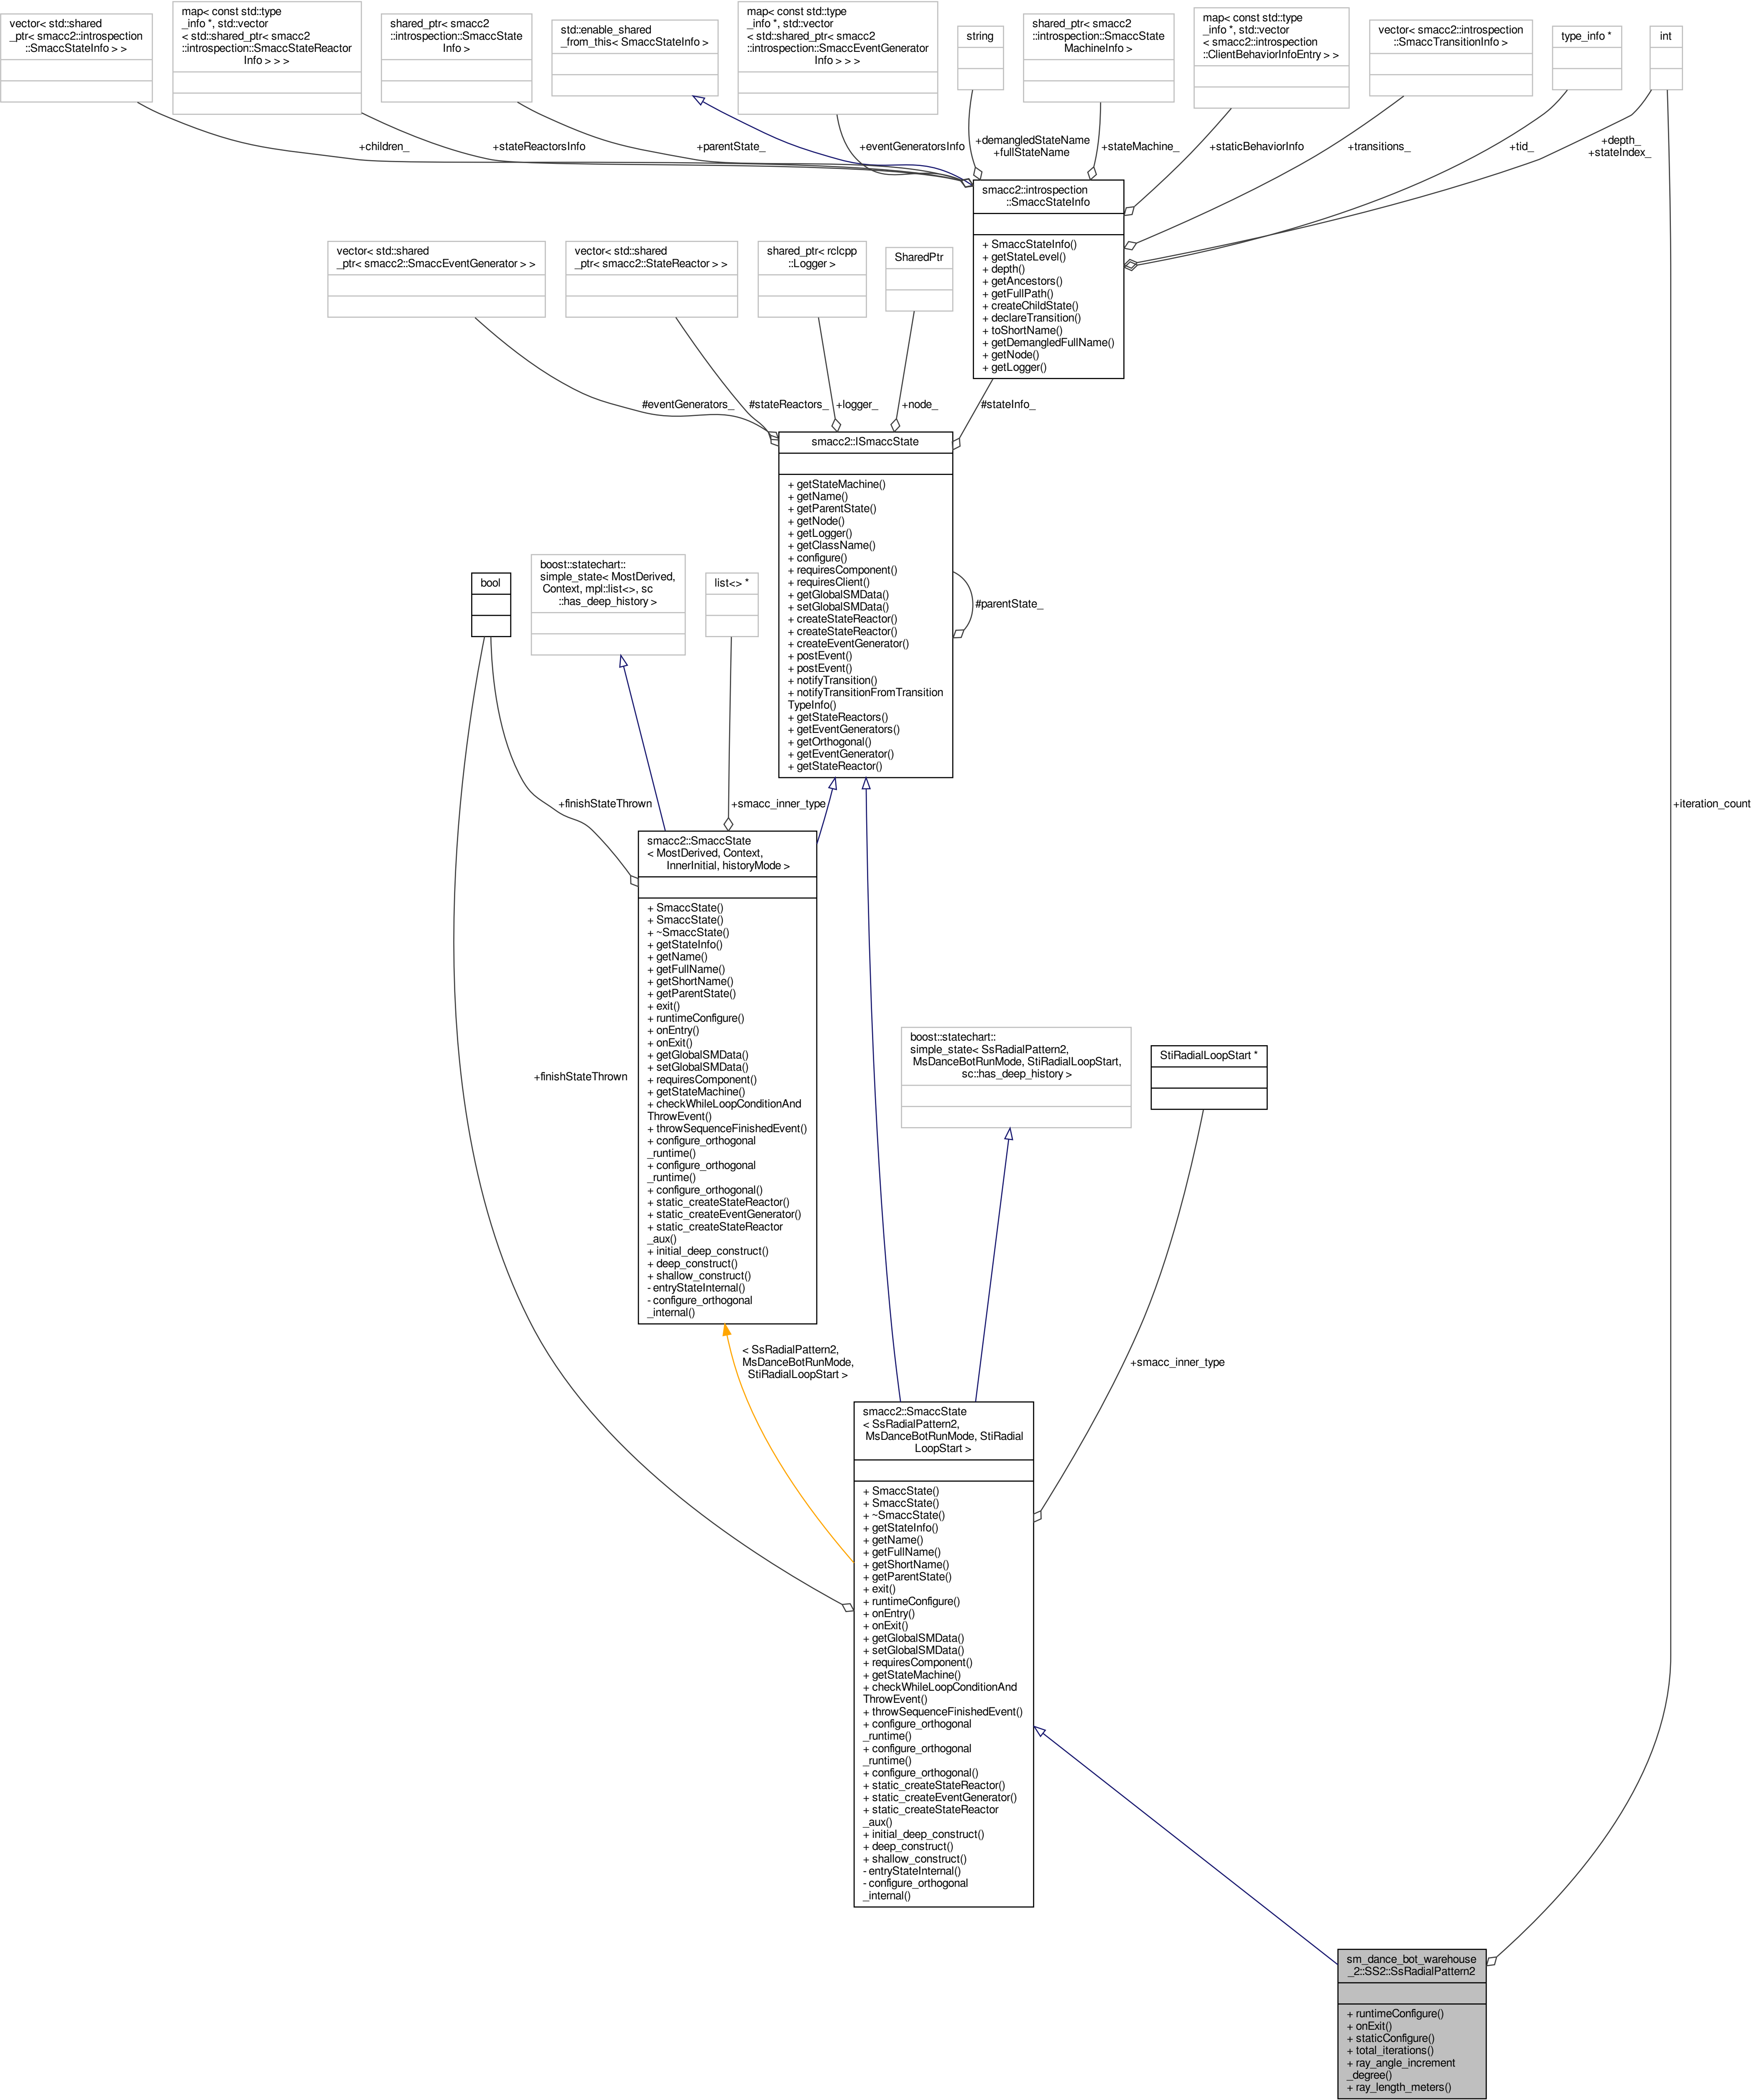 vector< std::shared
_ptr< smacc2::introspection
::SmaccStateInfo > >
map< const std::type
_info *, std::vector
< std::shared_ptr< smacc2
::introspection::SmaccStateReactor
Info > > >
shared_ptr< smacc2
::introspection::SmaccState
Info >
std::enable_shared
_from_this< SmaccStateInfo >
map< const std::type
_info *, std::vector
< std::shared_ptr< smacc2
::introspection::SmaccEventGenerator
Info > > >
string
shared_ptr< smacc2
::introspection::SmaccState
MachineInfo >
map< const std::type
_info *, std::vector
< smacc2::introspection
::ClientBehaviorInfoEntry > >
vector< smacc2::introspection
::SmaccTransitionInfo >
type_info *
int
+children_
+stateReactorsInfo
+parentState_
+eventGeneratorsInfo
+demangledStateName
+fullStateName
+stateMachine_
+staticBehaviorInfo
+transitions_
+tid_
+depth_
+stateIndex_
smacc2::introspection
::SmaccStateInfo
+ SmaccStateInfo()
+ getStateLevel()
+ depth()
+ getAncestors()
+ getFullPath()
+ createChildState()
+ declareTransition()
+ toShortName()
+ getDemangledFullName()
+ getNode()
+ getLogger()
vector< std::shared
_ptr< smacc2::SmaccEventGenerator > >
vector< std::shared
_ptr< smacc2::StateReactor > >
shared_ptr< rclcpp
::Logger >
SharedPtr
#eventGenerators_
#stateReactors_
+logger_
+node_
#stateInfo_
smacc2::ISmaccState
+ getStateMachine()
+ getName()
+ getParentState()
+ getNode()
+ getLogger()
+ getClassName()
+ configure()
+ requiresComponent()
+ requiresClient()
+ getGlobalSMData()
+ setGlobalSMData()
+ createStateReactor()
+ createStateReactor()
+ createEventGenerator()
+ postEvent()
+ postEvent()
+ notifyTransition()
+ notifyTransitionFromTransition
TypeInfo()
+ getStateReactors()
+ getEventGenerators()
+ getOrthogonal()
+ getEventGenerator()
+ getStateReactor()
#parentState_
bool
boost::statechart::
simple_state< MostDerived,
Context, mpl::list<>, sc
::has_deep_history >
list<> *
+finishStateThrown
+smacc_inner_type
+iteration_count
smacc2::SmaccState
< MostDerived, Context,
InnerInitial, historyMode >
+ SmaccState()
+ SmaccState()
+ ~SmaccState()
+ getStateInfo()
+ getName()
+ getFullName()
+ getShortName()
+ getParentState()
+ exit()
+ runtimeConfigure()
+ onEntry()
+ onExit()
+ getGlobalSMData()
+ setGlobalSMData()
+ requiresComponent()
+ getStateMachine()
+ checkWhileLoopConditionAnd
ThrowEvent()
+ throwSequenceFinishedEvent()
+ configure_orthogonal
_runtime()
+ configure_orthogonal
_runtime()
+ configure_orthogonal()
+ static_createStateReactor()
+ static_createEventGenerator()
+ static_createStateReactor
_aux()
+ initial_deep_construct()
+ deep_construct()
+ shallow_construct()
- entryStateInternal()
- configure_orthogonal
_internal()
+finishStateThrown
boost::statechart::
simple_state< SsRadialPattern2,
MsDanceBotRunMode, StiRadialLoopStart,
sc::has_deep_history >
StiRadialLoopStart *
< SsRadialPattern2,
MsDanceBotRunMode,
StiRadialLoopStart >
+smacc_inner_type
smacc2::SmaccState
< SsRadialPattern2,
MsDanceBotRunMode, StiRadial
LoopStart >
+ SmaccState()
+ SmaccState()
+ ~SmaccState()
+ getStateInfo()
+ getName()
+ getFullName()
+ getShortName()
+ getParentState()
+ exit()
+ runtimeConfigure()
+ onEntry()
+ onExit()
+ getGlobalSMData()
+ setGlobalSMData()
+ requiresComponent()
+ getStateMachine()
+ checkWhileLoopConditionAnd
ThrowEvent()
+ throwSequenceFinishedEvent()
+ configure_orthogonal
_runtime()
+ configure_orthogonal
_runtime()
+ configure_orthogonal()
+ static_createStateReactor()
+ static_createEventGenerator()
+ static_createStateReactor
_aux()
+ initial_deep_construct()
+ deep_construct()
+ shallow_construct()
- entryStateInternal()
- configure_orthogonal
_internal()
sm_dance_bot_warehouse
_2::SS2::SsRadialPattern2
+ runtimeConfigure()
+ onExit()
+ staticConfigure()
+ total_iterations()
+ ray_angle_increment
_degree()
+ ray_length_meters()